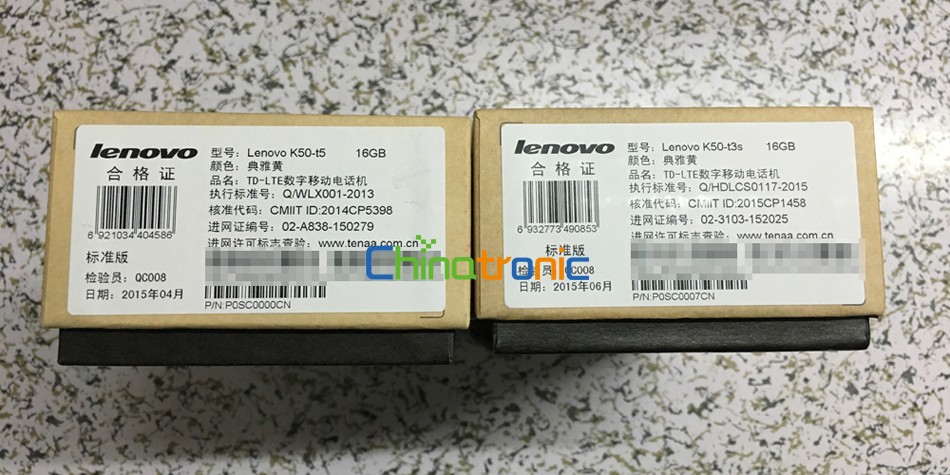 lenovo
合格证
6 921034 404586
标准版
检验员: QC008
日期: 2015年04月
型号: Lenovo K50-t5 16GB
颜色: 典雅黄
品名: TD-LTE数字移动电话机
执行标准号: Q/WLX001-2013
核准代码: CMIIT ID:2014CP5398
进网证编号: 02-A838-150279
进网许可标志查验: www.tenaa.com.cn
P/N:P0SC0000CN
lenovo
合格证
6 932773 490853
标准版
检验员: QC008
日期: 2015年06月
型号: Lenovo K50-t3s 16GB
颜色: 典雅黄
品名: TD-LTE数字移动电话机
执行标准号: Q/HDLCS0117-2015
核准代码: CMIIT ID:2015CP1458
进网证编号: 02-3103-152025
进网许可标志查验: www.tenaa.com.cn
P/N:P0SC0007CN
Chinatronic